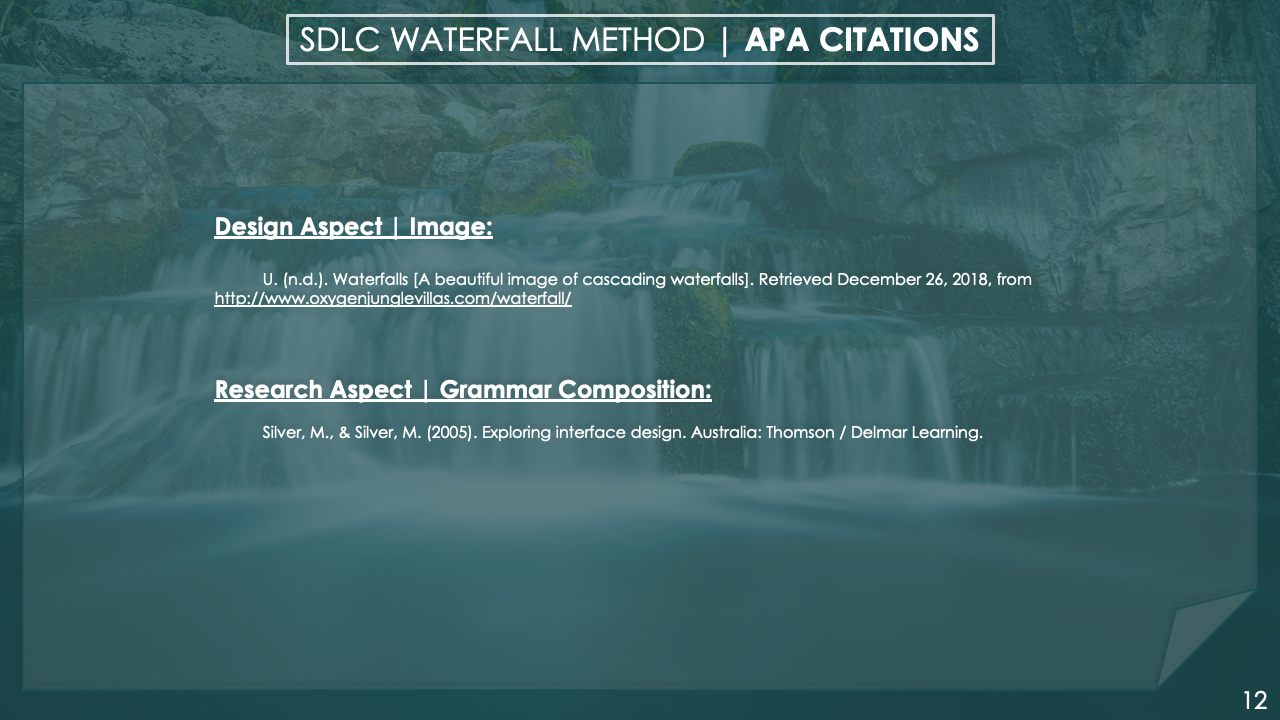 SDLC WATERFALL METHOD | APA CITATIONS
Design Aspect | Image:
U. (n.d.). Waterfalls [A beautiful image of cascading waterfalls]. Retrieved December 26, 2018, from
http://www.oxygenjunglevillas.com/waterfall/
Research Aspect | Grammar Composition:
Silver, M., & Silver, M. (2005). Exploring interface design. Australia: Thomson / Delmar Learning.
12